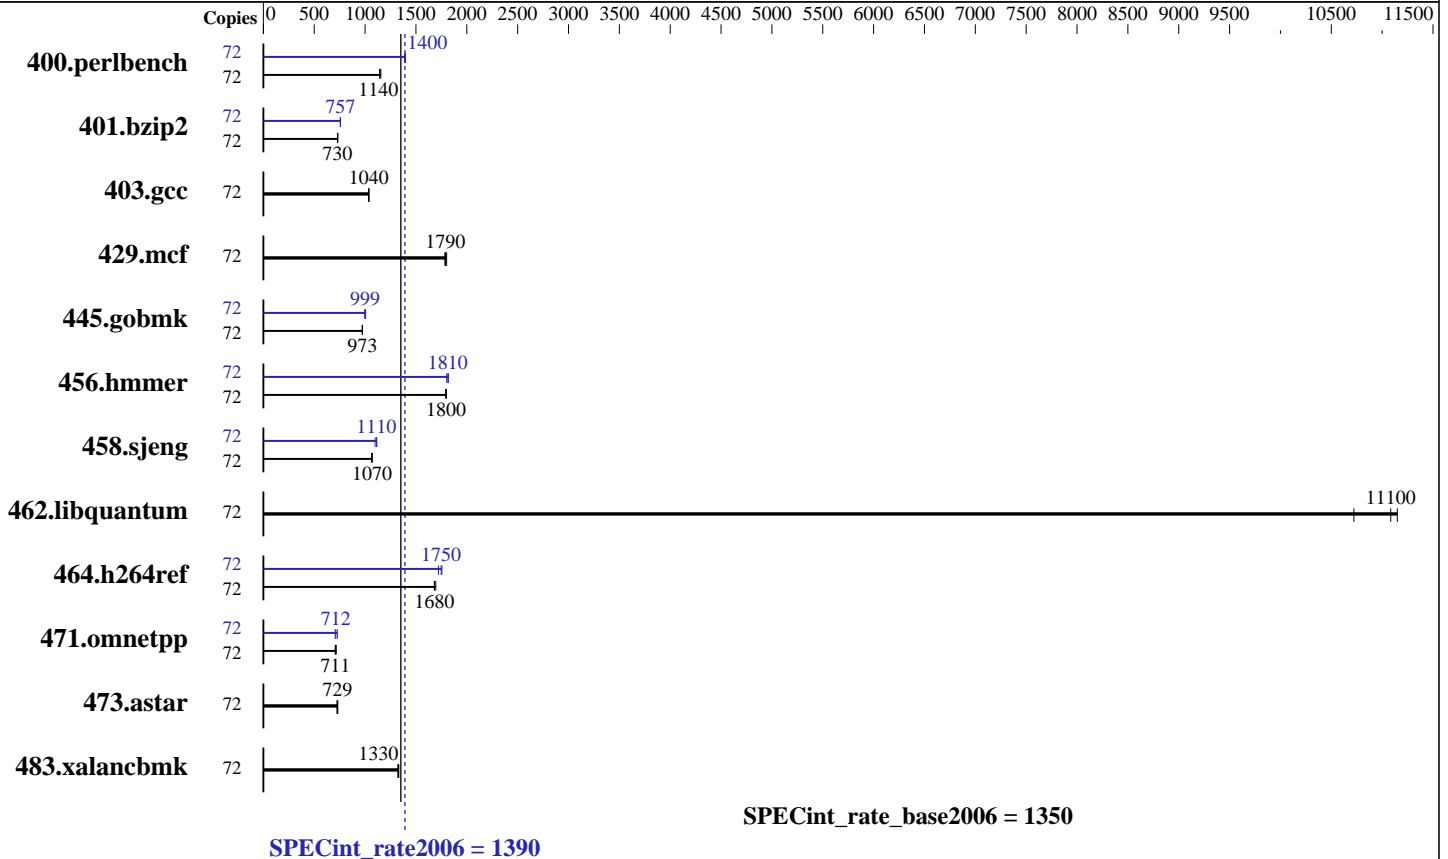 Copies 0 500 1000 1500 2000 2500 3000 3500 4000 4500 5000 5500 6000 6500 7000 7500 8000 8500 9000 9500 10500 11500
400.perlbench 72 1400
72 1140
401.bzip2 72 757
72 730
403.gcc 72 1040
429.mcf 72 1790
445.gobmk 72 999
72 973
456.hmmer 72 1810
72 1800
458.sjeng 72 1110
72 1070
462.libquantum 72 11100
464.h264ref 72 1750
72 1680
471.omnetpp 72 712
72 711
473.astar 72 729
483.xalancbmk 72 1330
SPECint_rate_base2006 = 1350
SPECint_rate2006 = 1390